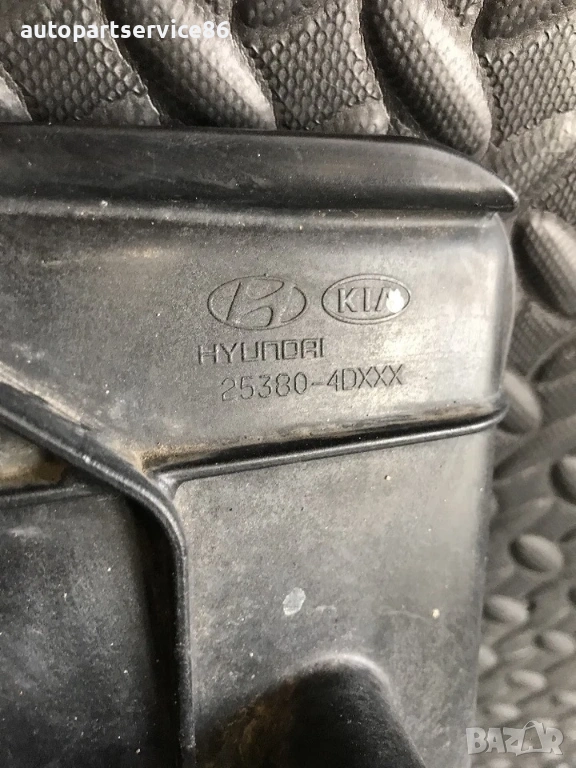 autopartservice86
KIA
HYUNDAI
25380-4DXXX
BAZAR